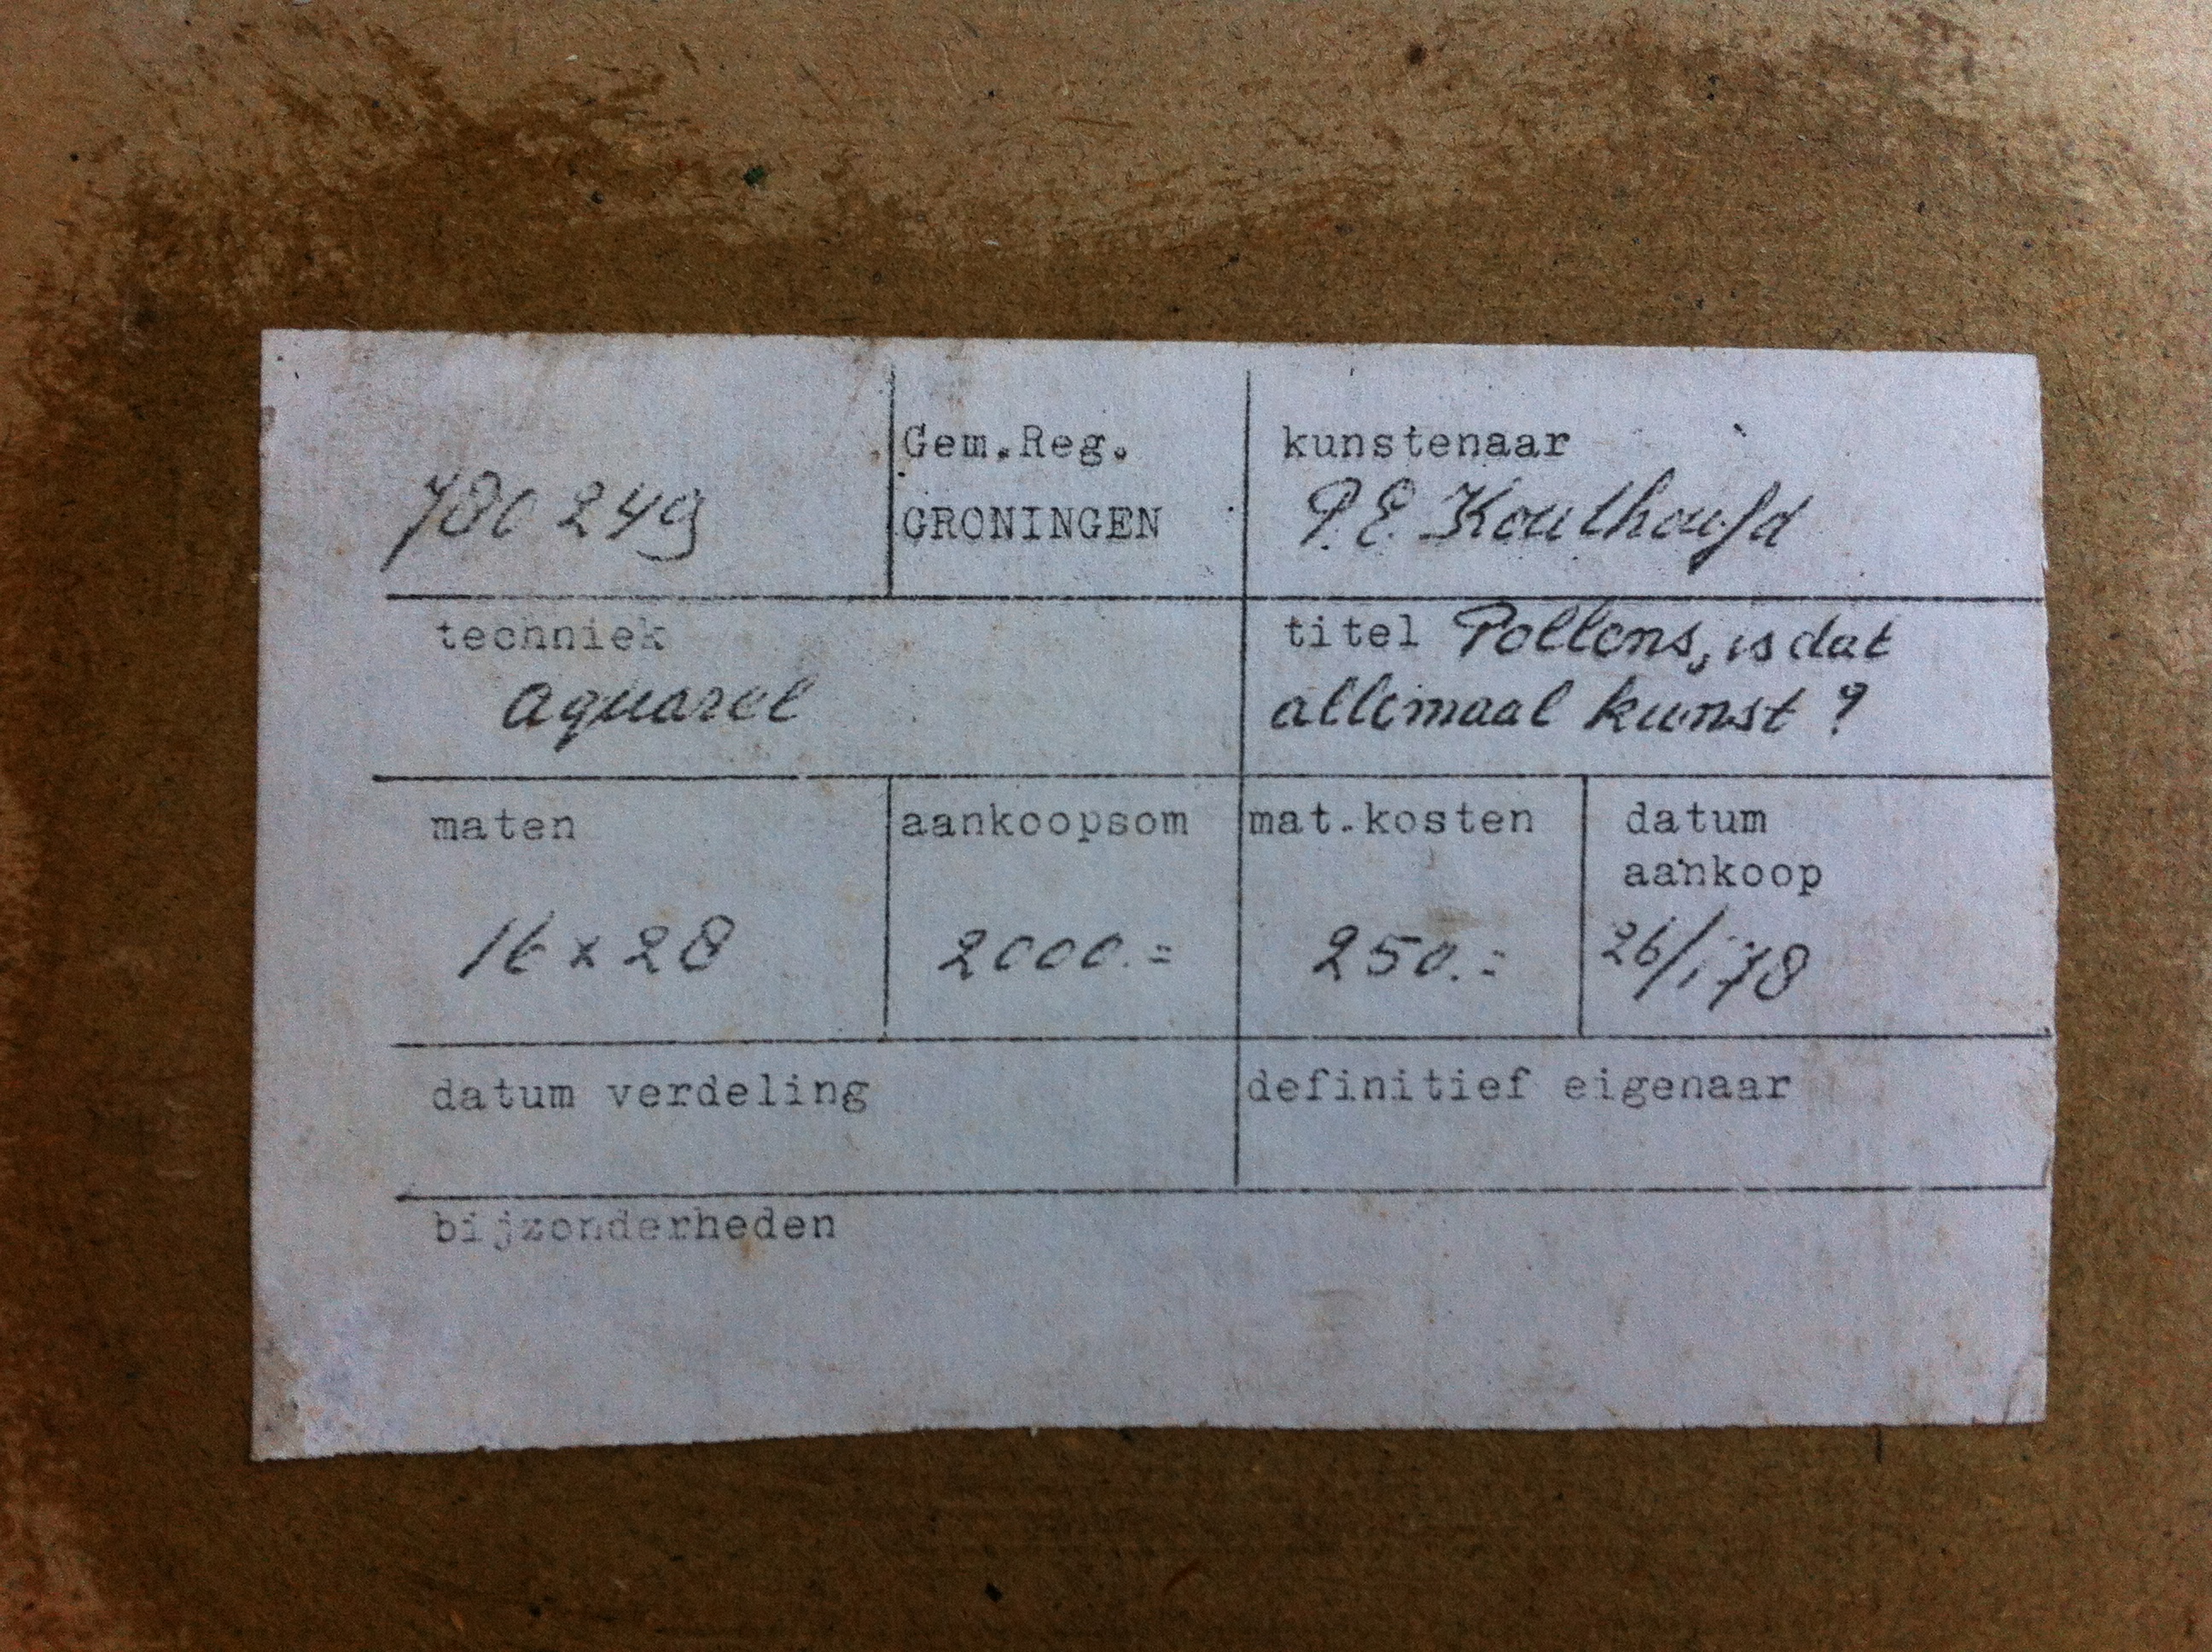 780249
Gem.Reg.
GRONINGEN
kunstenaar
P.E. Kouthoofd
techniek
aquarel
titel Pollens, is dat
allemaal kunst?
maten
16 x 28
aankoopsom
2000.=
mat.kosten
250.=
datum
aankoop
26/1 78
datum verdeling
definitief eigenaar
bijzonderheden